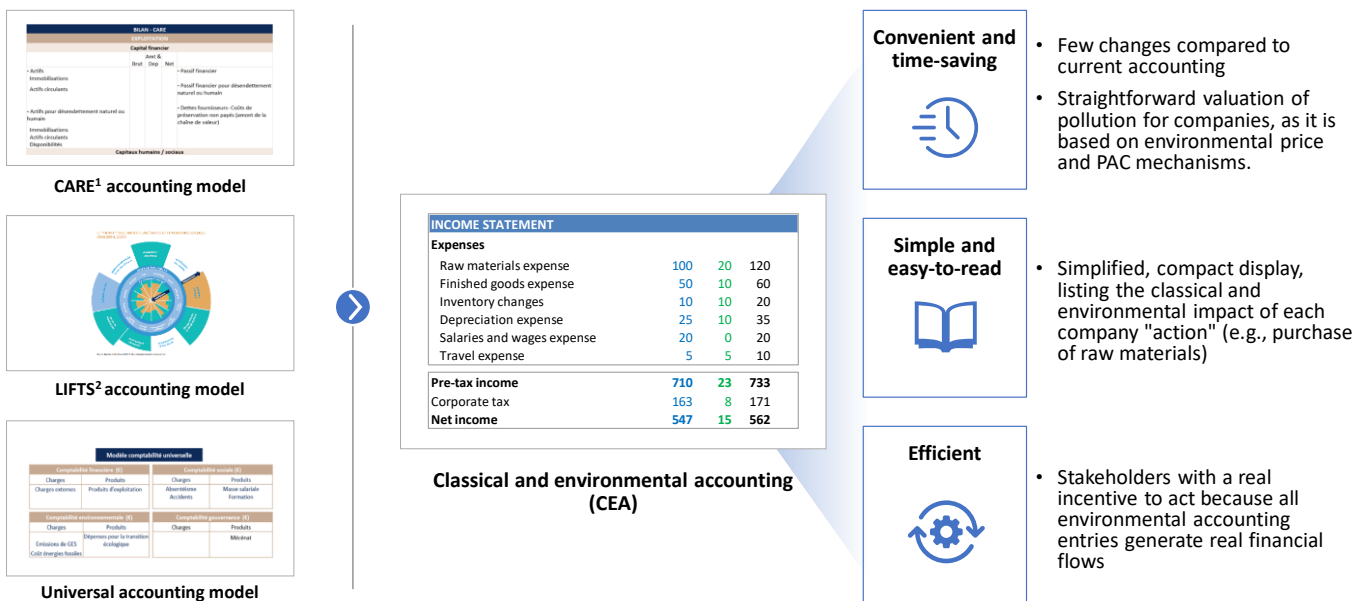 BILAN - CARE
EXPLOITATION
Capital financier
Amt &
Brut Dep Net
- Actifs
Immobilisations
Actifs circulants
- Actifs pour désendettement naturel ou
humain
Immobilisations
Actifs circulants
Disponibilités
- Passif financier
- Passif financier pour désendettement
naturel ou humain
- Dettes fournisseurs- Coûts de
préservation non payés (amont de la
chaîne de valeur)
Capitaux humains / sociaux
CARE¹ accounting model
LIFTS² accounting model
Modèle comptabilité universelle
Comptabilité financière (€)
Charges Produits
Charges externes Produits d'exploitation
Comptabilité sociale (€)
Charges Produits
Absentéisme Masse salariale
Accidents Formation
Comptabilité environnementale (€)
Charges Produits
Emissions de GES
Coût énergies fossiles
Dépenses pour la transition
écologique
Comptabilité gouvernance (€)
Charges Produits
Mécénat
Universal accounting model
INCOME STATEMENT
Expenses
Raw materials expense 100 20 120
Finished goods expense 50 10 60
Inventory changes 10 10 20
Depreciation expense 25 10 35
Salaries and wages expense 20 0 20
Travel expense 5 5 10
Pre-tax income 710 23 733
Corporate tax 163 8 171
Net income 547 15 562
Classical and environmental accounting
(CEA)
Convenient and
time-saving
• Few changes compared to
current accounting
• Straightforward valuation of
pollution for companies, as it is
based on environmental price
and PAC mechanisms.
Simple and
easy-to-read
• Simplified, compact display,
listing the classical and
environmental impact of each
company "action" (e.g., purchase
of raw materials)
Efficient
• Stakeholders with a real
incentive to act because all
environmental accounting
entries generate real financial
flows